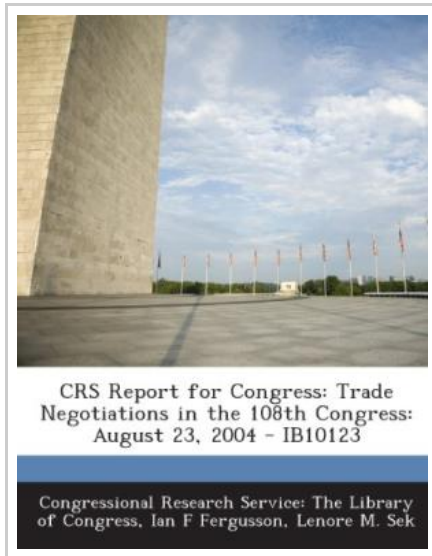 CRS Report for Congress: Trade
Negotiations in the 108th Congress:
August 23, 2004 - IB10123
Congressional Research Service: The Library
of Congress, Ian F Fergusson, Lenore M. Sek